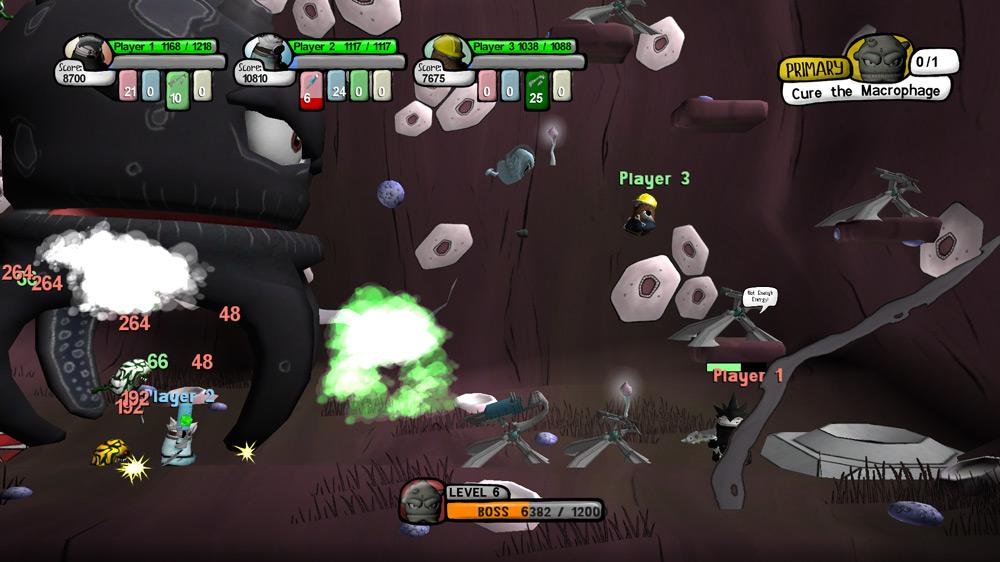 Player 1 1168 / 1218
Score:
8700
21 0 10 0
Player 2 1117 / 1117
Score:
10810
6 24 0 0
Player 3 1038 / 1088
Score:
7675
0 0 25 0
PRIMARY
0/1
Cure the Macrophage
Player 3
264
264
264
48
Not Enough
Energy!
66
48
Player 1
192
192
Player 2
LEVEL 6
BOSS 6382 / 1200